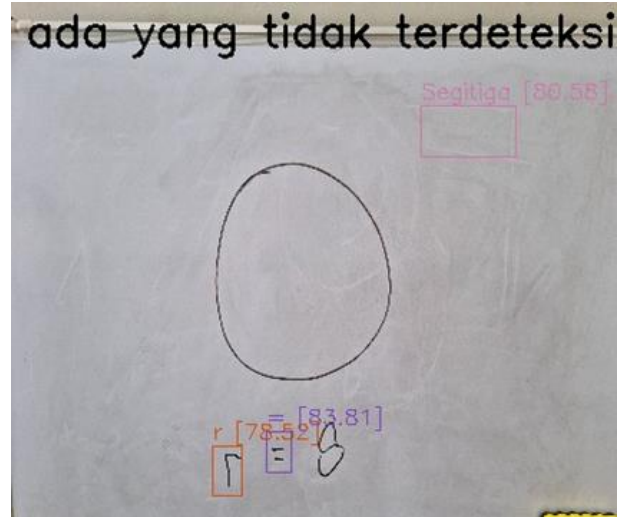 ada yang tidak terdeteksi
Segitiga [80.58]
= [83.81]
r [78.52]
r = 8